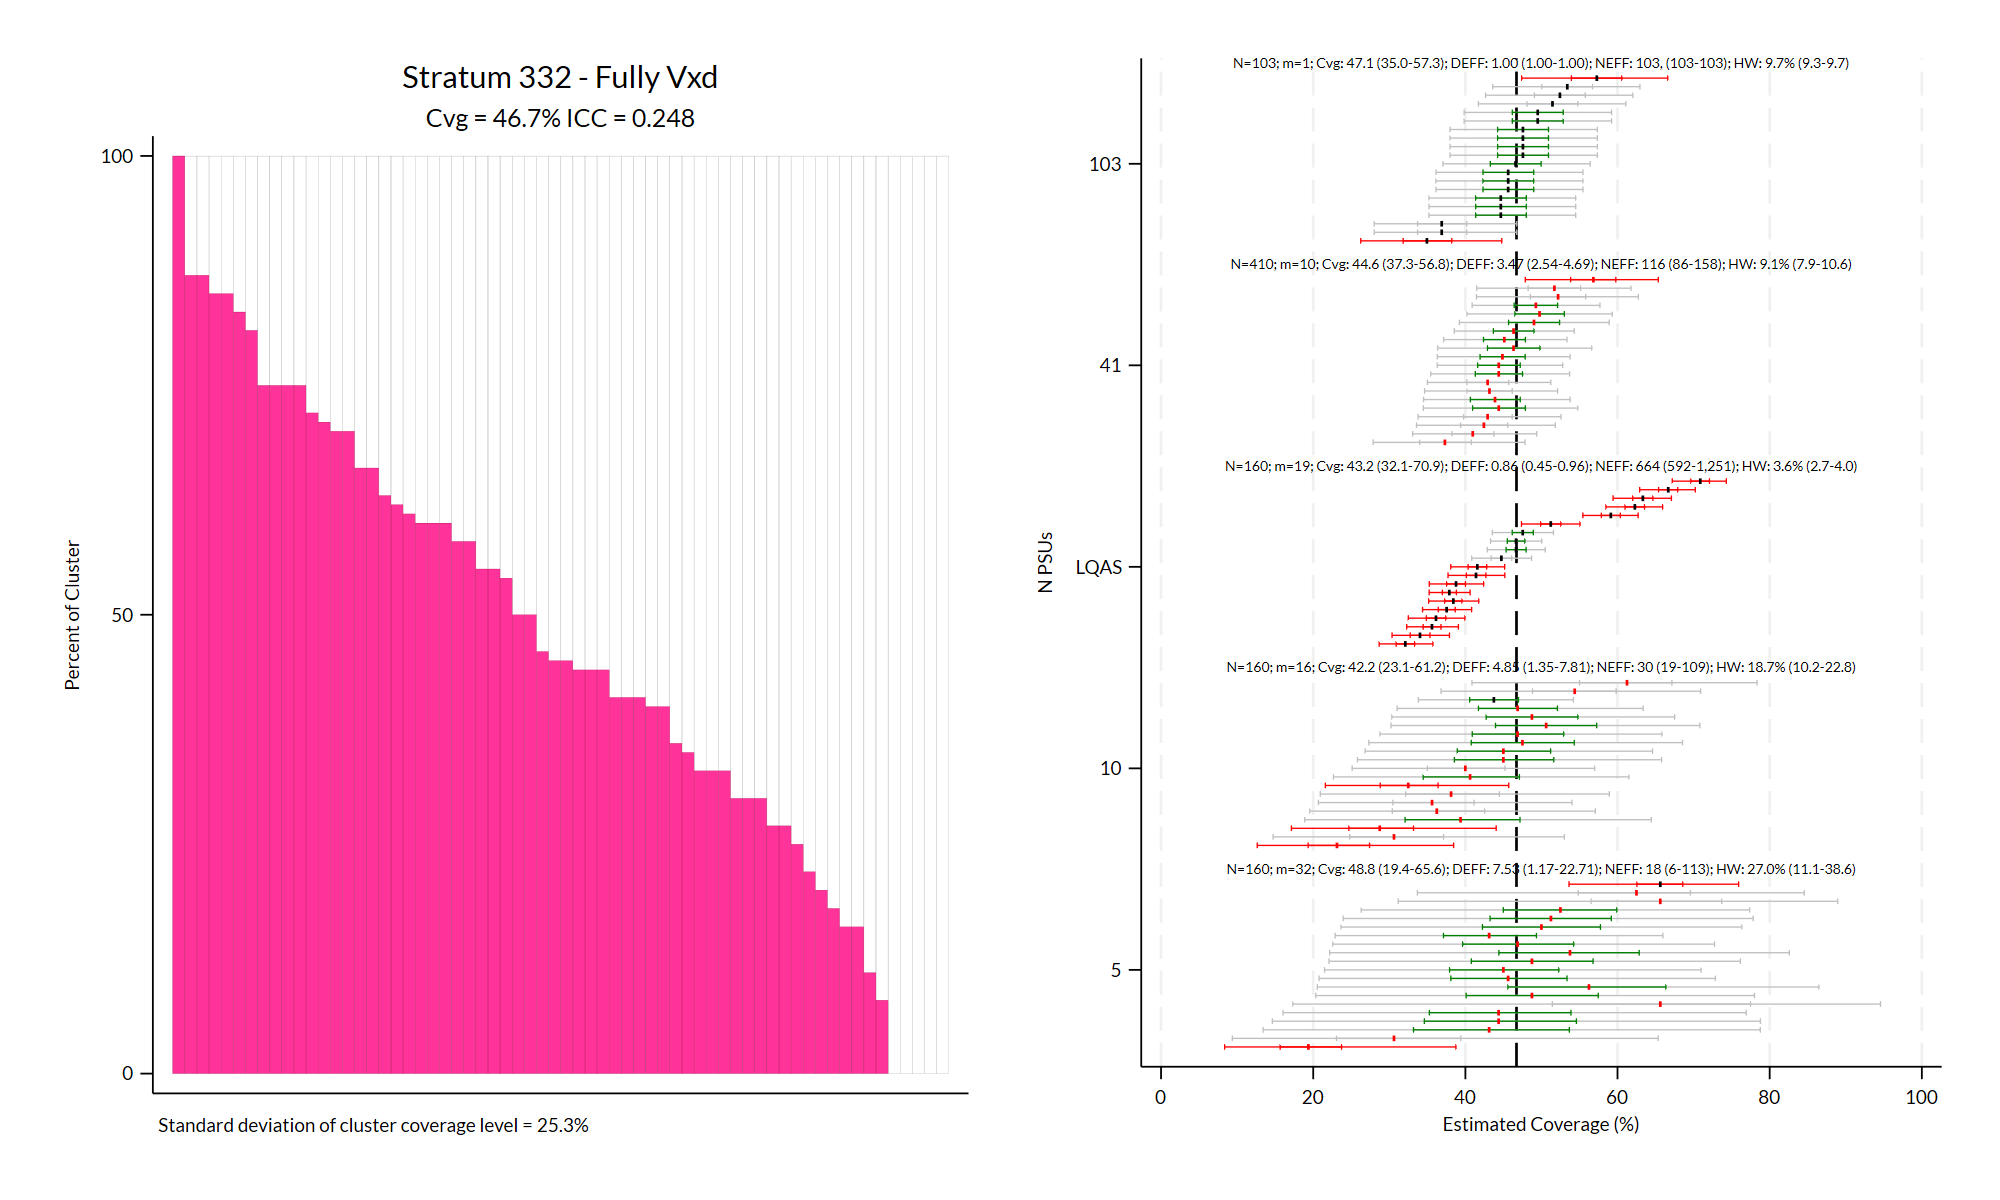 Stratum 332 - Fully Vxd
Cvg = 46.7% ICC = 0.248
100
50
0
Percent of Cluster
Standard deviation of cluster coverage level = 25.3%
N=103; m=1; Cvg: 47.1 (35.0-57.3); DEFF: 1.00 (1.00-1.00); NEFF: 103, (103-103); HW: 9.7% (9.3-9.7)
103
N=410; m=10; Cvg: 44.6 (37.3-56.8); DEFF: 3.47 (2.54-4.69); NEFF: 116 (86-158); HW: 9.1% (7.9-10.6)
41
N=160; m=19; Cvg: 43.2 (32.1-70.9); DEFF: 0.86 (0.45-0.96); NEFF: 664 (592-1,251); HW: 3.6% (2.7-4.0)
LQAS
N=160; m=16; Cvg: 42.2 (23.1-61.2); DEFF: 4.85 (1.35-7.81); NEFF: 30 (19-109); HW: 18.7% (10.2-22.8)
10
N=160; m=32; Cvg: 48.8 (19.4-65.6); DEFF: 7.53 (1.17-22.71); NEFF: 18 (6-113); HW: 27.0% (11.1-38.6)
5
N PSUs
0 20 40 60 80 100
Estimated Coverage (%)